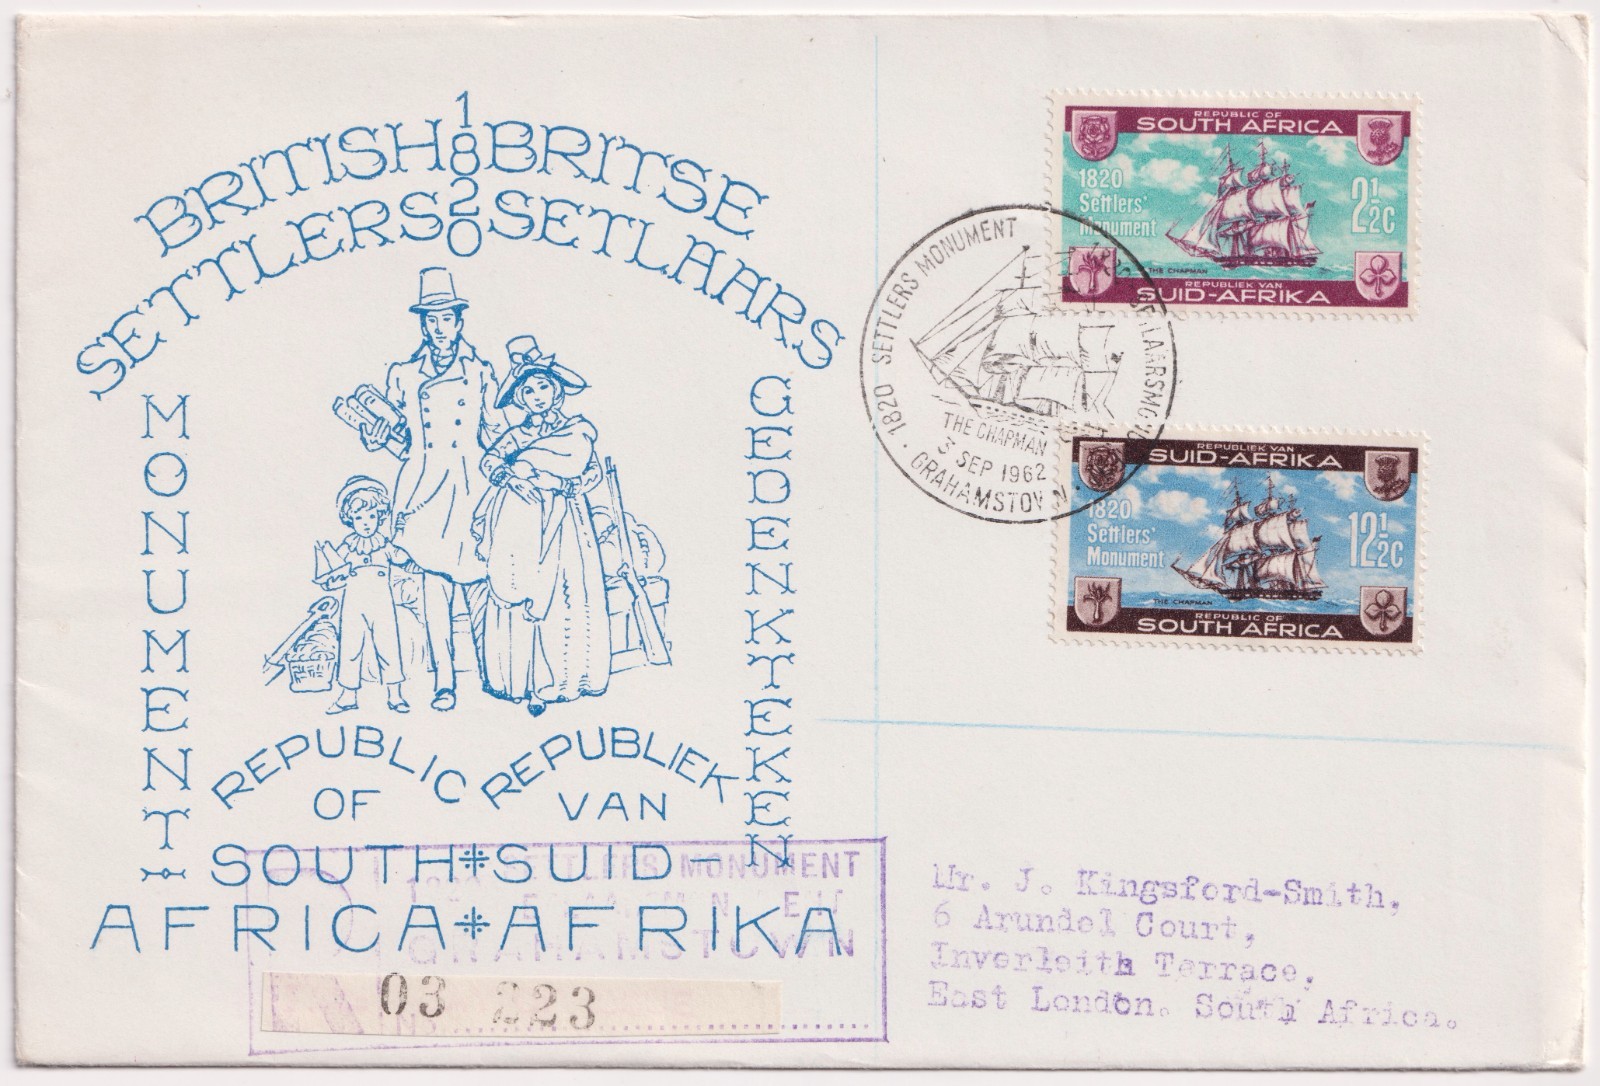 1820
BRITISH BRITSE
SETTLERS SETLAARS
MONUMENT
GEDENKTEKEN
REPUBLIC REPUBLIEK
OF VAN
SOUTH SUID-
AFRICA AFRIKA
REPUBLIC OF
SOUTH AFRICA
1820
Settlers'
Monument
2½c
THE CHAPMAN
REPUBLIEK VAN
SUID-AFRIKA
1820 SETTLERS MONUMENT
THE CHAPMAN
3 SEP 1962
GRAHAMSTOWN
REPUBLIEK VAN
SUID-AFRIKA
1820
Settlers'
Monument
12½c
THE CHAPMAN
REPUBLIC OF
SOUTH AFRICA
R
SETTLERS MONUMENT
GRAHAMSTOWN
03 223
Mr. J. Kingsford-Smith,
6 Arundel Court,
Inverleith Terrace,
East London. South Africa.